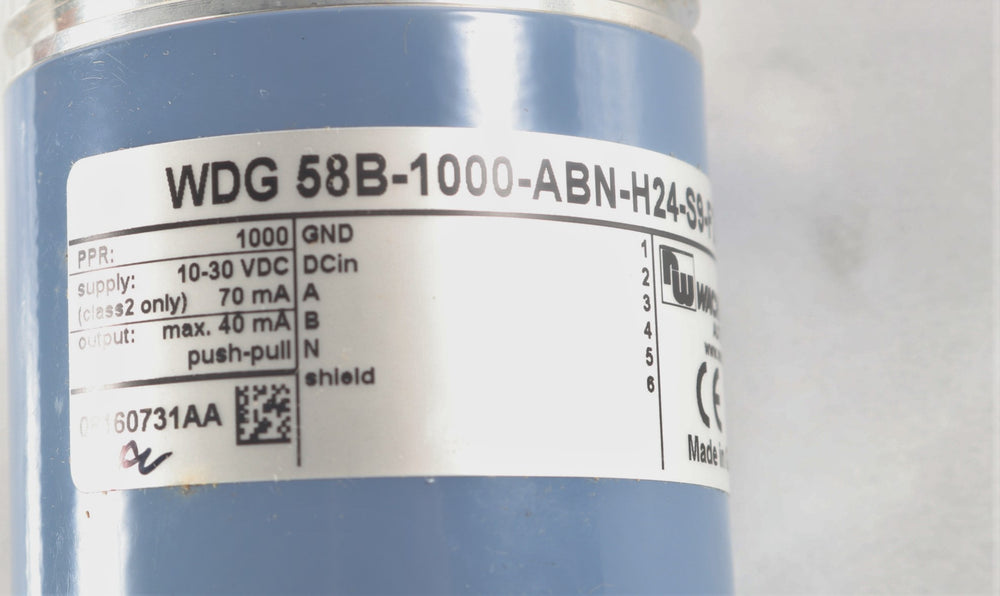 WDG 58B-1000-ABN-H24-S9-
PPR: 1000
supply: 10-30 VDC
(class2 only) 70 mA
output: max. 40 mA
push-pull
160731AA
GND 1
DCin 2
A 3
B 4
N 5
shield 6
CE
Made